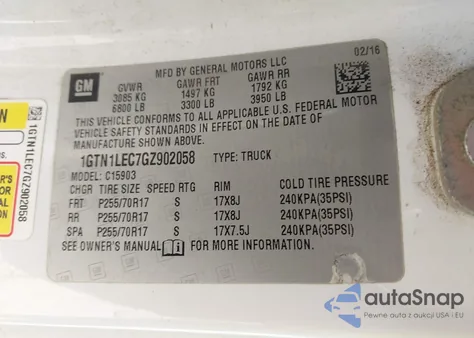 02/16
GM
MFD BY GENERAL MOTORS LLC
GVWR GAWR FRT GAWR RR
3085 KG 1497 KG 1792 KG
6800 LB 3300 LB 3950 LB
THIS VEHICLE CONFORMS TO ALL APPLICABLE U.S. FEDERAL MOTOR
VEHICLE SAFETY STANDARDS IN EFFECT ON THE DATE OF
MANUFACTURE SHOWN ABOVE.
1GTN1LEC7GZ902058 TYPE: TRUCK
MODEL: C15903
CHGR TIRE SIZE SPEED RTG RIM COLD TIRE PRESSURE
FRT P255/70R17 S 17X8J 240KPA(35PSI)
RR P255/70R17 S 17X8J 240KPA(35PSI)
SPA P255/70R17 S 17X7.5J 240KPA(35PSI)
SEE OWNER'S MANUAL i FOR MORE INFORMATION.
1GTN1LEC7GZ902058
autoSnap
Pewne auta z aukcji USA i EU